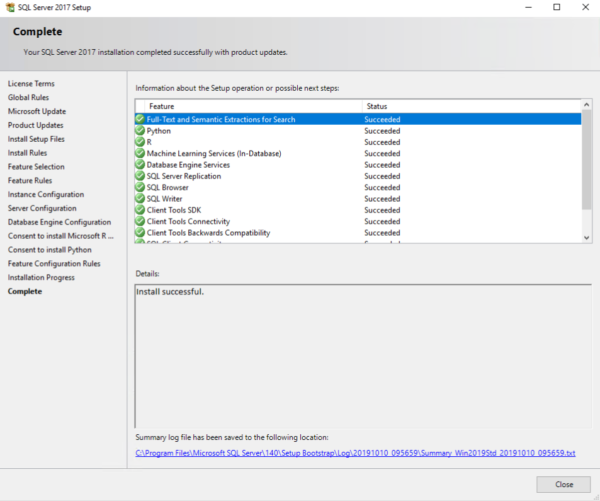 SQL Server 2017 Setup
Complete
Your SQL Server 2017 installation completed successfully with product updates.
License Terms
Global Rules
Microsoft Update
Product Updates
Install Setup Files
Install Rules
Feature Selection
Feature Rules
Instance Configuration
Server Configuration
Database Engine Configuration
Consent to install Microsoft R ...
Consent to install Python
Feature Configuration Rules
Installation Progress
Complete
Information about the Setup operation or possible next steps:
Feature Status
Full-Text and Semantic Extractions for Search Succeeded
Python Succeeded
R Succeeded
Machine Learning Services (In-Database) Succeeded
Database Engine Services Succeeded
SQL Server Replication Succeeded
SQL Browser Succeeded
SQL Writer Succeeded
Client Tools SDK Succeeded
Client Tools Connectivity Succeeded
Client Tools Backwards Compatibility Succeeded
SQL Client Connectivity Succeeded
Details:
Install successful.
Summary log file has been saved to the following location:
C:\Program Files\Microsoft SQL Server\140\Setup Bootstrap\Log\20191010_095659\Summary_Win2019Std_20191010_095659.txt
Close